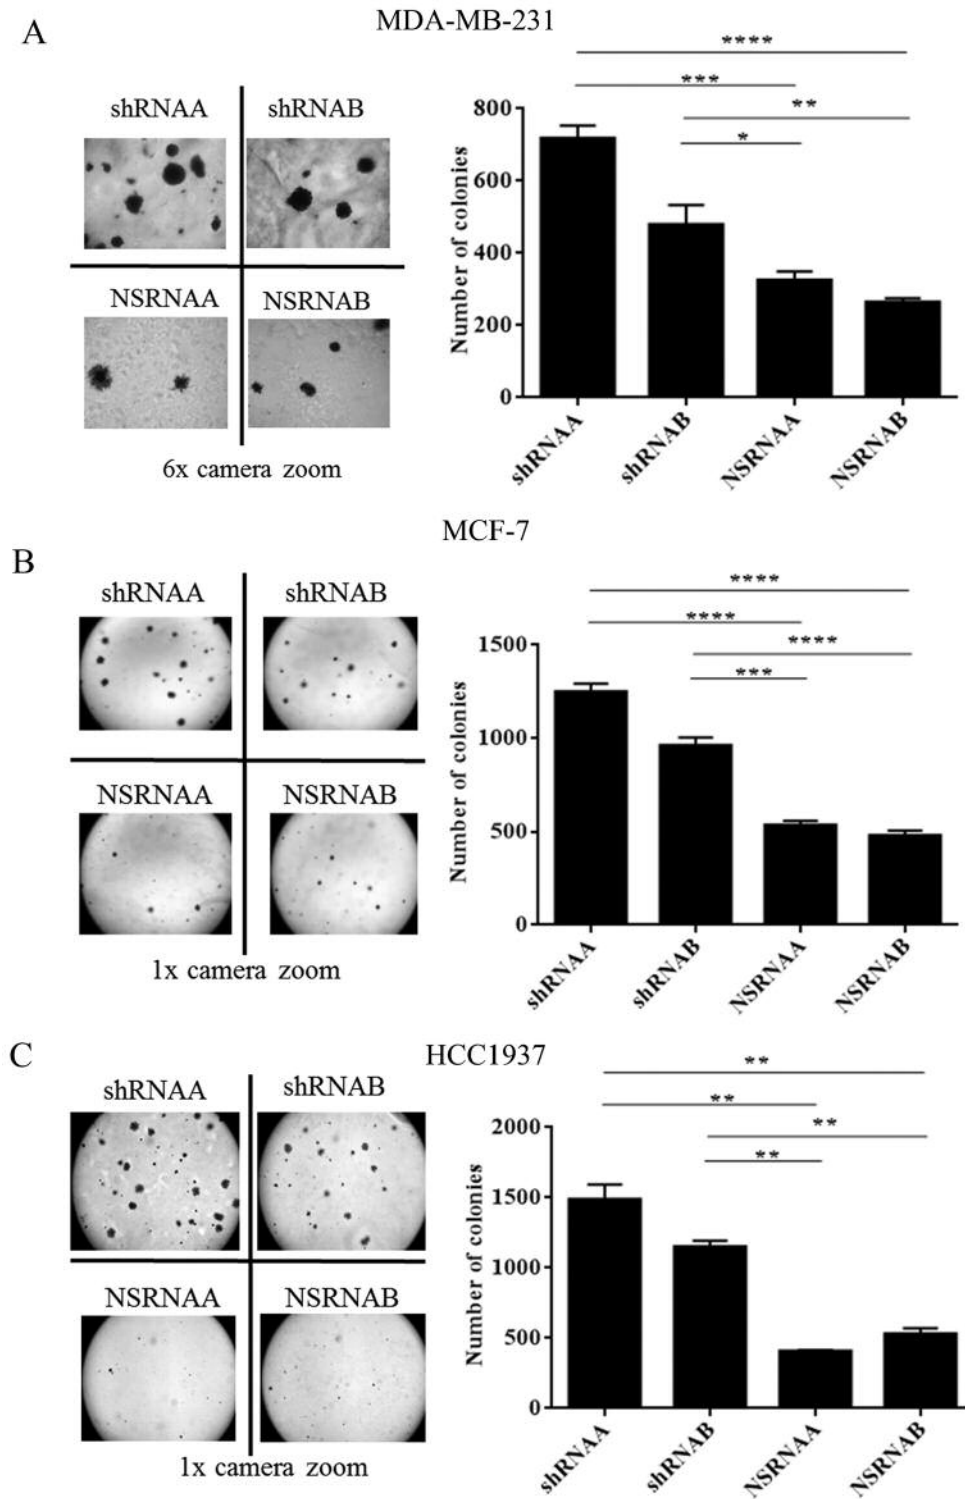 A
MDA-MB-231
shRNAA
shRNAB
NSRNAA
NSRNAB
6x camera zoom
****
***
**
*
Number of colonies
800
600
400
200
0
shRNAA
shRNAB
NSRNAA
NSRNAB
B
MCF-7
shRNAA
shRNAB
NSRNAA
NSRNAB
1x camera zoom
****
****
****
***
Number of colonies
1500
1000
500
0
shRNAA
shRNAB
NSRNAA
NSRNAB
C
HCC1937
shRNAA
shRNAB
NSRNAA
NSRNAB
1x camera zoom
**
**
**
**
Number of colonies
2000
1500
1000
500
0
shRNAA
shRNAB
NSRNAA
NSRNAB